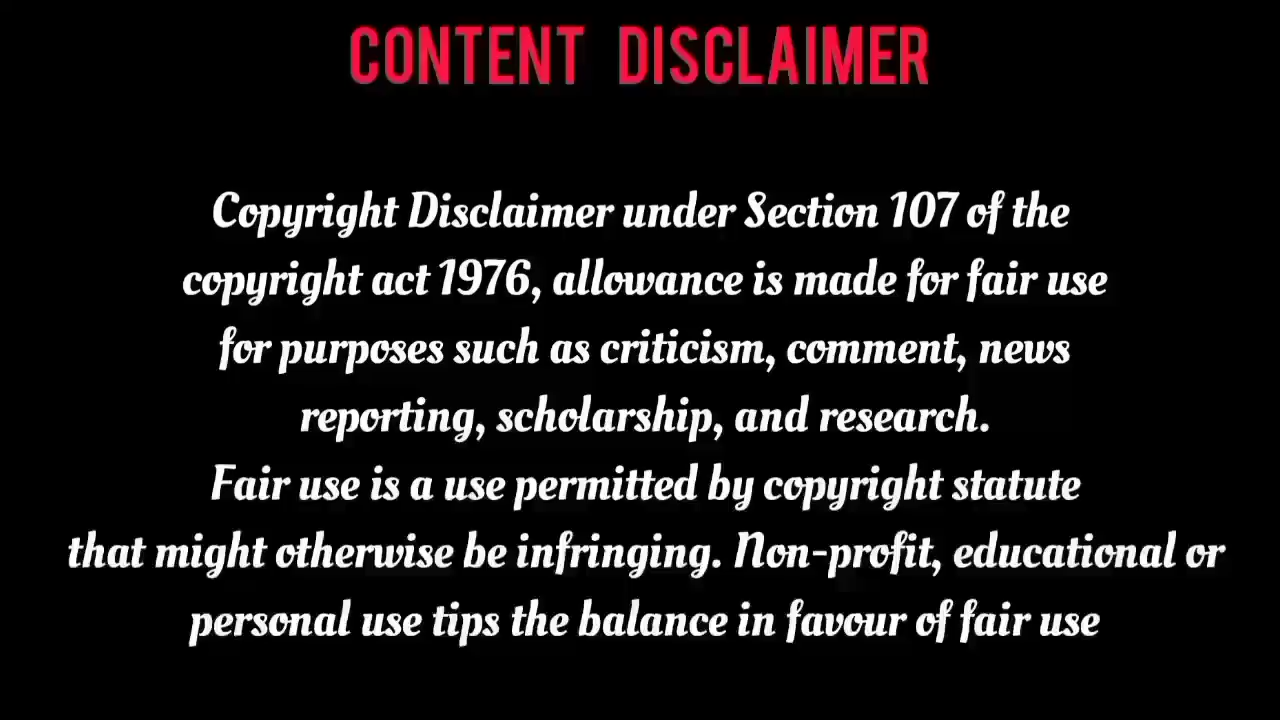 CONTENT DISCLAIMER
Copyright Disclaimer under Section 107 of the
copyright act 1976, allowance is made for fair use
for purposes such as criticism, comment, news
reporting, scholarship, and research.
Fair use is a use permitted by copyright statute
that might otherwise be infringing. Non-profit, educational or
personal use tips the balance in favour of fair use